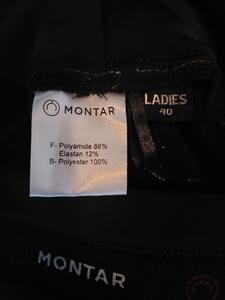 MONTAR
LADIES
40
F- Polyamide 88%
Elastan 12%
B- Polyester 100%
MONTAR